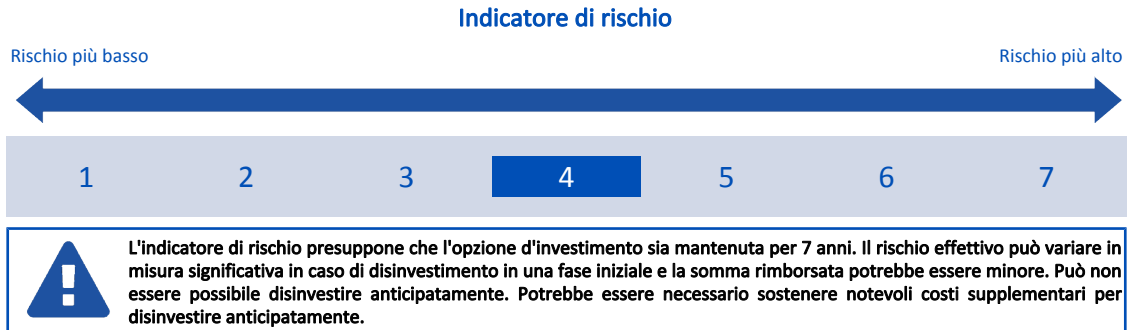 Indicatore di rischio
Rischio più basso Rischio più alto
1 2 3 4 5 6 7
L'indicatore di rischio presuppone che l'opzione d'investimento sia mantenuta per 7 anni. Il rischio effettivo può variare in
misura significativa in caso di disinvestimento in una fase iniziale e la somma rimborsata potrebbe essere minore. Può non
essere possibile disinvestire anticipatamente. Potrebbe essere necessario sostenere notevoli costi supplementari per
disinvestire anticipatamente.